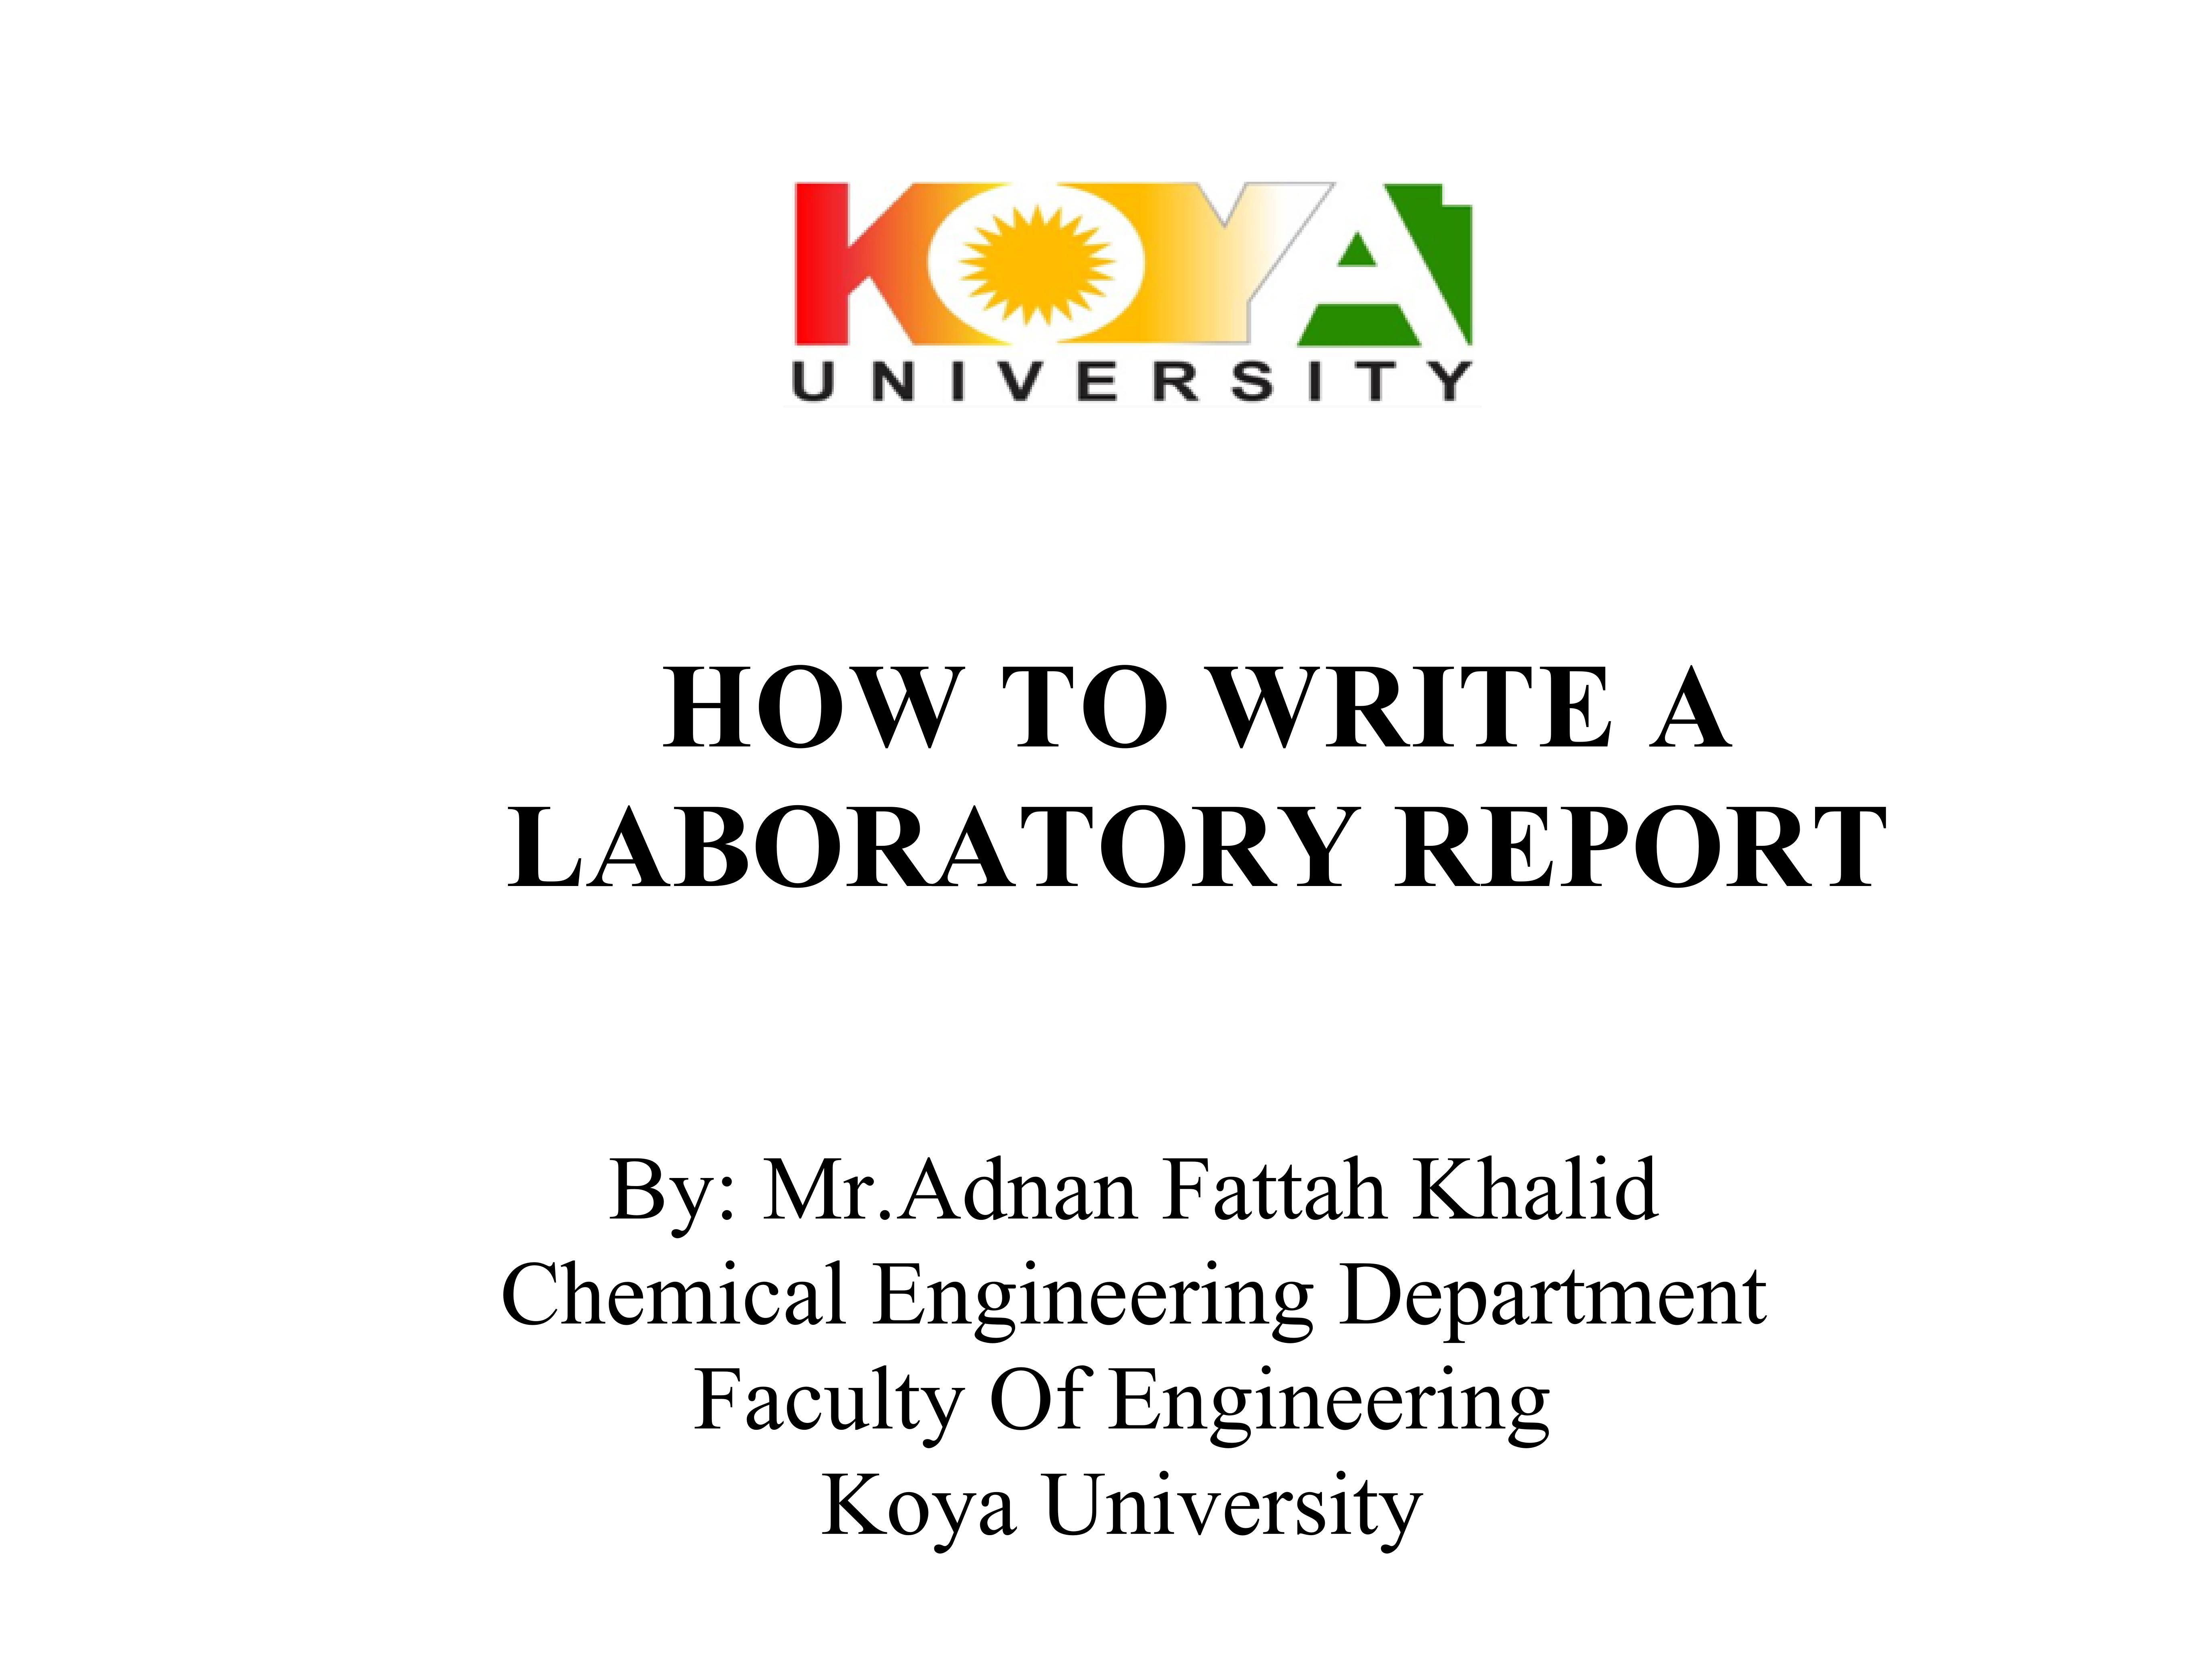 KOYA
UNIVERSITY
HOW TO WRITE A
LABORATORY REPORT
By: Mr.Adnan Fattah Khalid
Chemical Engineering Department
Faculty Of Engineering
Koya University